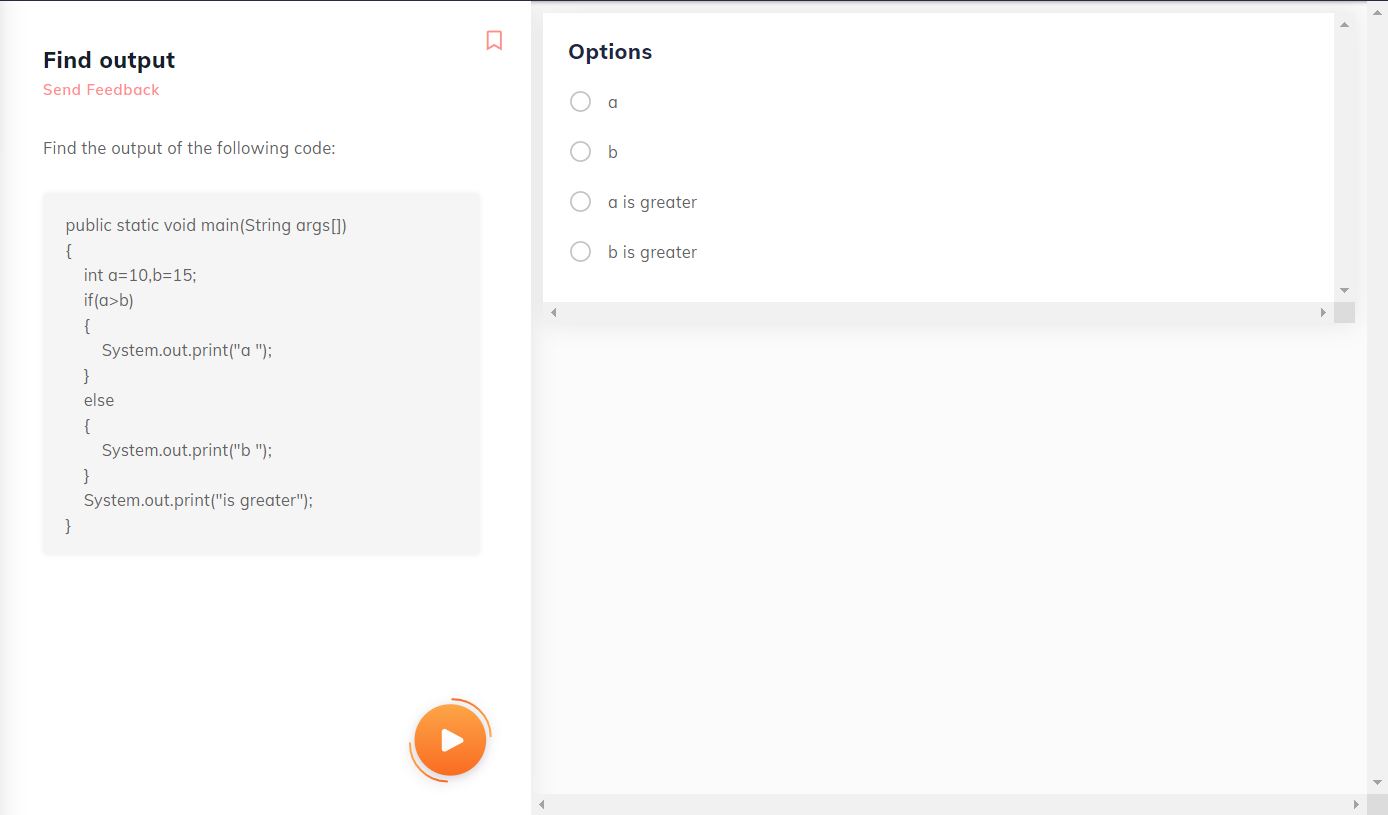 Find output
Send Feedback
Find the output of the following code:
public static void main(String args[])
{
    int a=10,b=15;
    if(a>b)
    {
        System.out.print("a ");
    }
    else
    {
        System.out.print("b ");
    }
    System.out.print("is greater");
}
Options
a
b
a is greater
b is greater